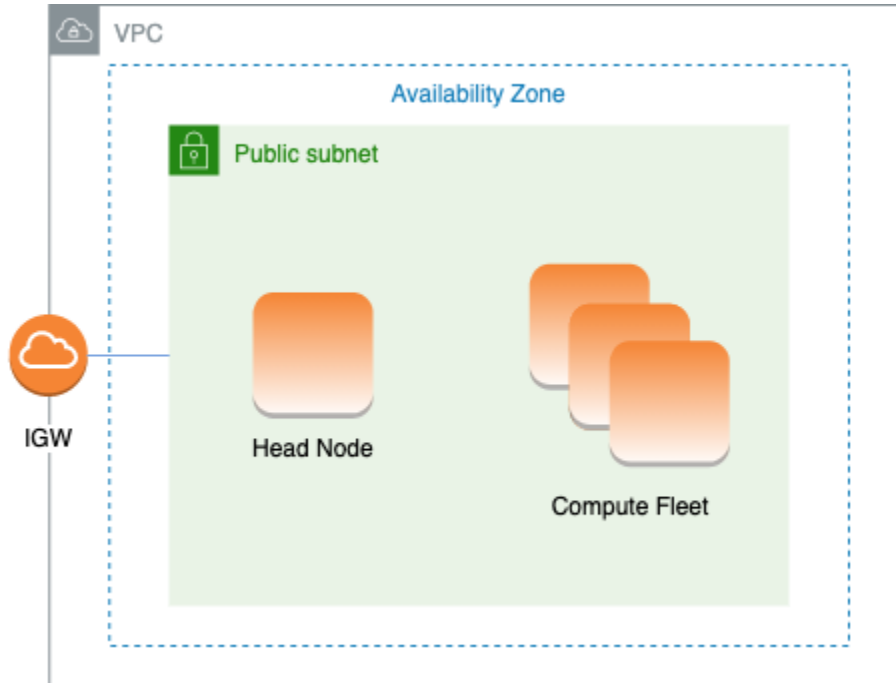 VPC
Availability Zone
Public subnet
IGW
Head Node
Compute Fleet